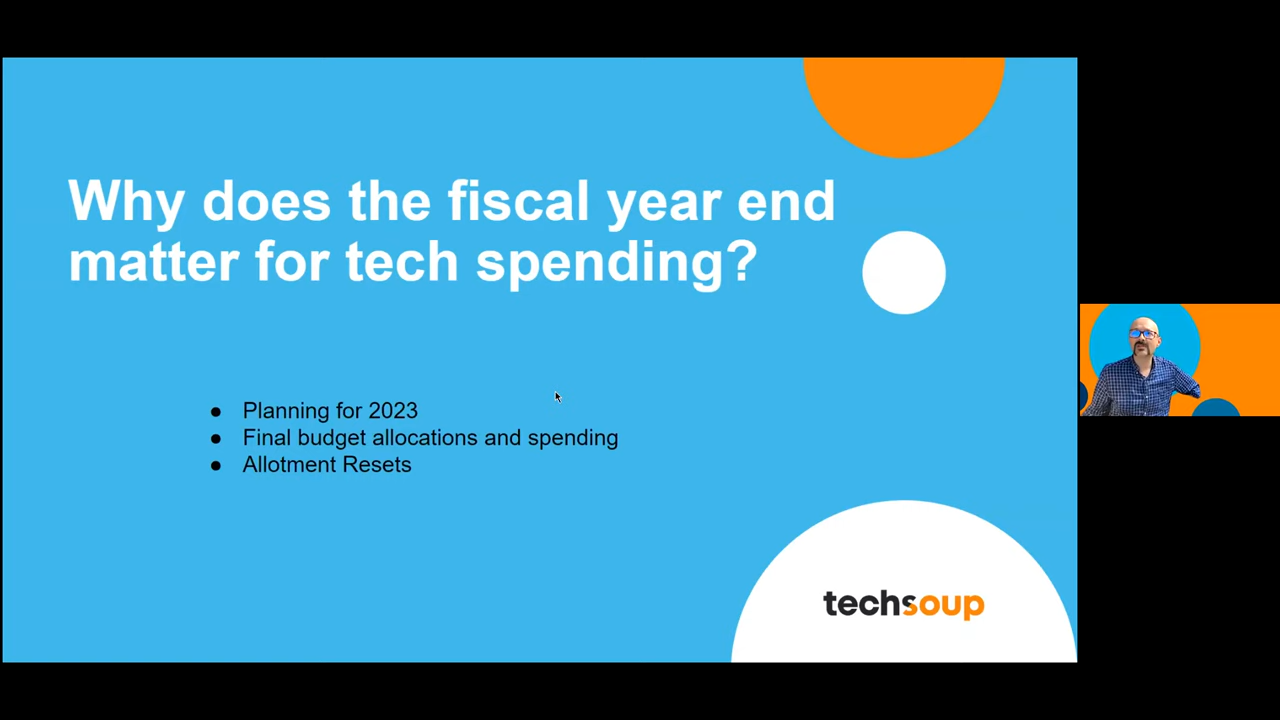 Why does the fiscal year end
matter for tech spending?
● Planning for 2023
● Final budget allocations and spending
● Allotment Resets
techsoup